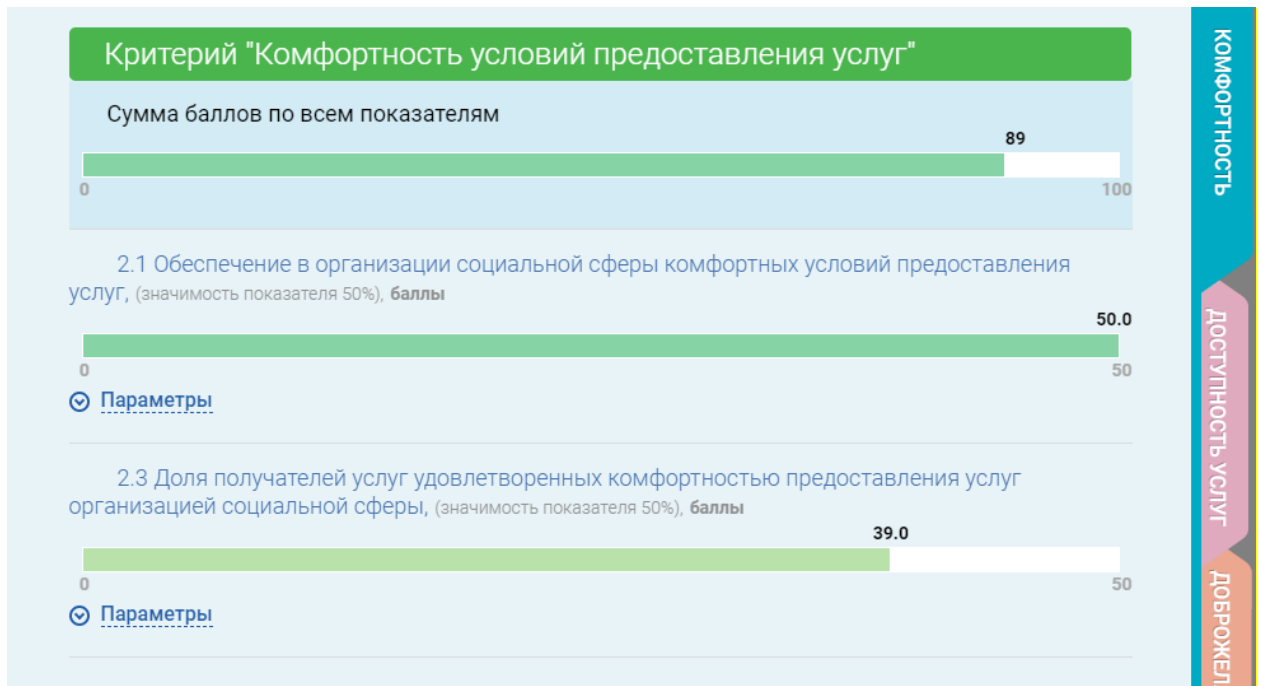 Критерий "Комфортность условий предоставления услуг"
Сумма баллов по всем показателям
89
0
100
2.1 Обеспечение в организации социальной сферы комфортных условий предоставления
услуг, (значимость показателя 50%), баллы
50.0
0
50
Параметры
2.3 Доля получателей услуг удовлетворенных комфортностью предоставления услуг
организацией социальной сферы, (значимость показателя 50%), баллы
39.0
0
50
Параметры
КОМФОРТНОСТЬ
ДОСТУПНОСТЬ УСЛУГ
ДОБРОЖЕЛ